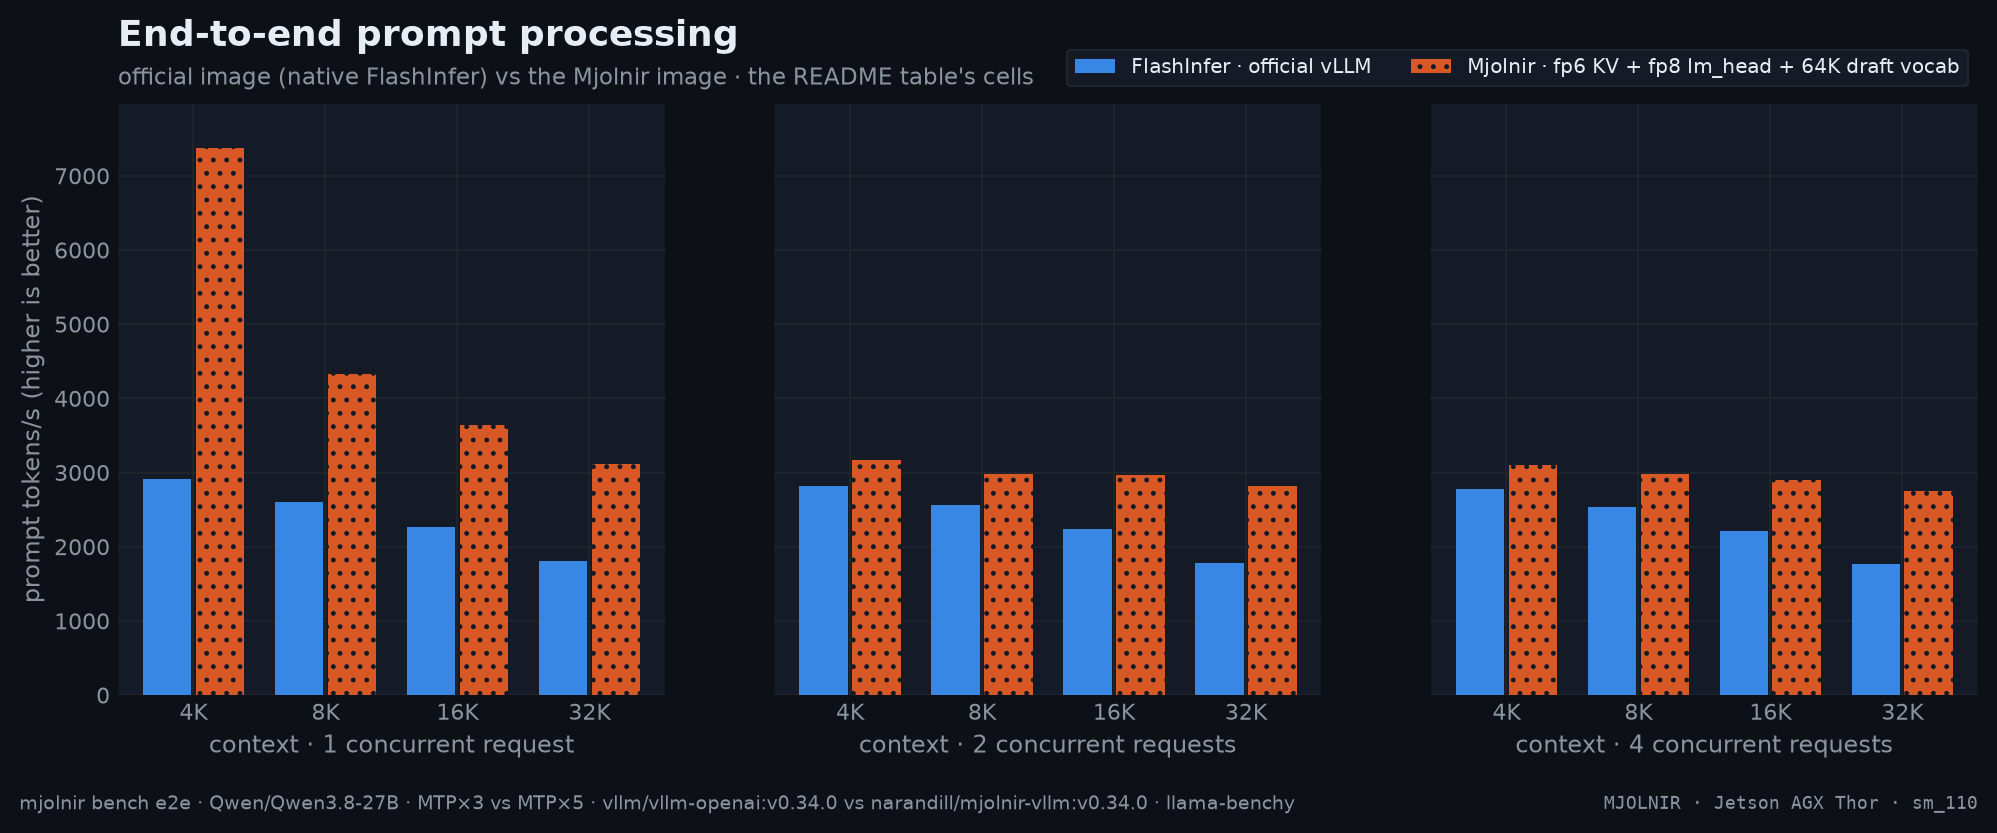 End-to-end prompt processing
official image (native FlashInfer) vs the Mjolnir image · the README table's cells
FlashInfer · official vLLM
Mjolnir · fp6 KV + fp8 lm_head + 64K draft vocab
prompt tokens/s (higher is better)
7000
6000
5000
4000
3000
2000
1000
0
4K 8K 16K 32K
context · 1 concurrent request
4K 8K 16K 32K
context · 2 concurrent requests
4K 8K 16K 32K
context · 4 concurrent requests
mjolnir bench e2e · Qwen/Qwen3.8-27B · MTP×3 vs MTP×5 · vllm/vllm-openai:v0.34.0 vs narandill/mjolnir-vllm:v0.34.0 · llama-benchy
MJOLNIR · Jetson AGX Thor · sm_110